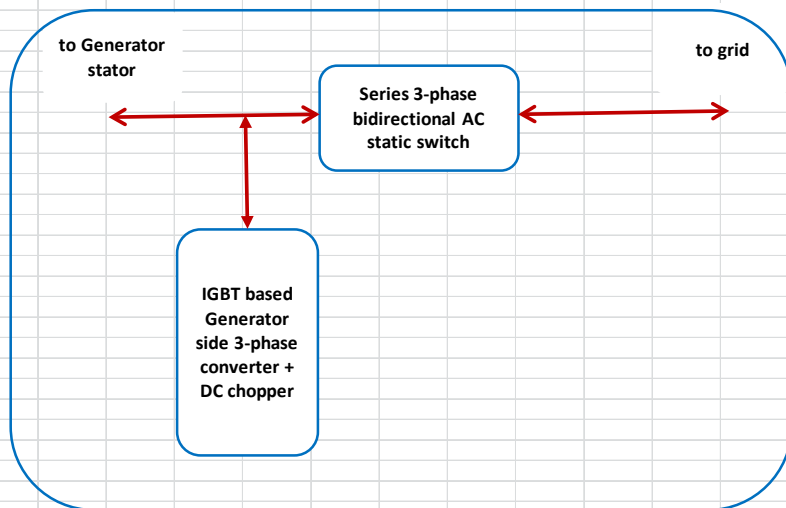 to Generator
stator
to grid
Series 3-phase
bidirectional AC
static switch
IGBT based
Generator
side 3-phase
converter +
DC chopper